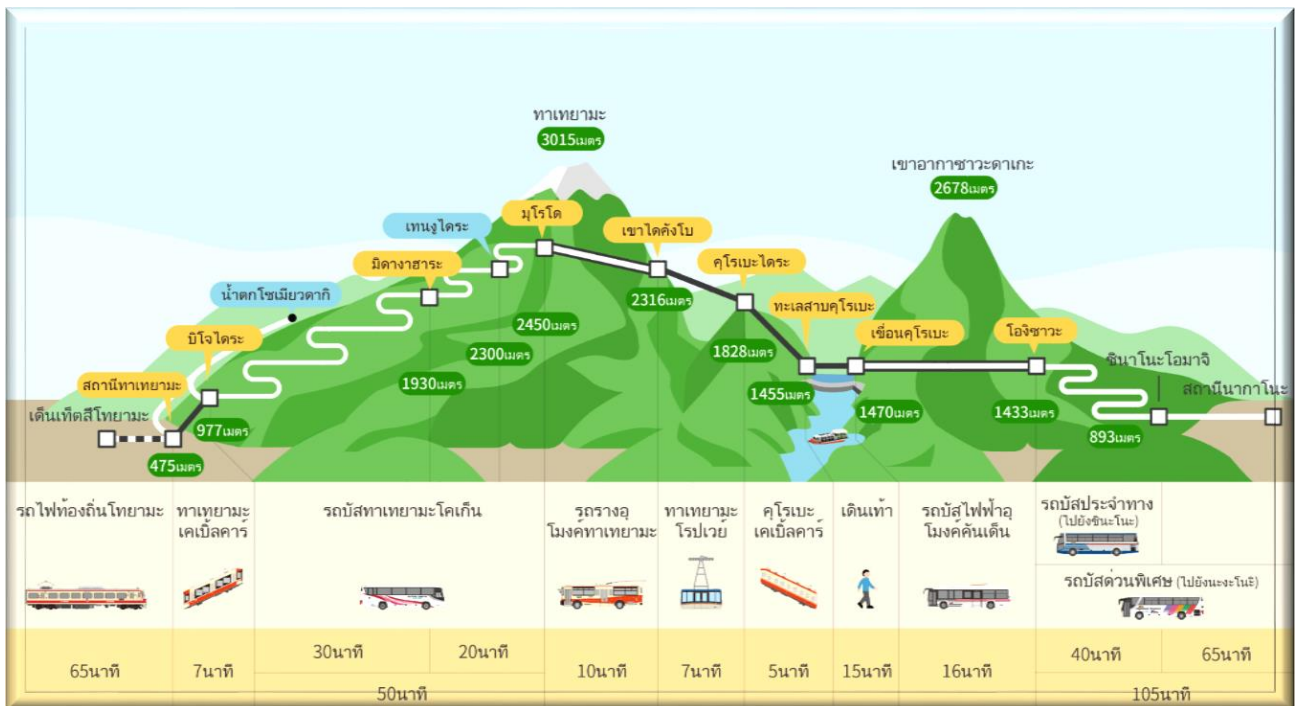 ทาเทยามะ
3015เมตร
เขาอากาซาวะดาเกะ
2678เมตร
มุโรโด
เทนงูไดระ
เขาไดคังโบ
มิดางาฮาระ
คุโรเบะไดระ
น้ำตกโชเมียวดากิ
2316เมตร
ทะเลสาบคุโรเบะ
2450เมตร
บิโจไดระ
เขื่อนคุโรเบะ
โองิซาวะ
2300เมตร
1828เมตร
ชินาโนะโอมาจิ
สถานีทาเทยามะ
1930เมตร
1455เมตร
สถานีนากาโนะ
เด็นเท็ตสึโทยามะ
1470เมตร
1433เมตร
977เมตร
893เมตร
475เมตร
รถไฟท้องถิ่นโทยามะ
ทาเทยามะ
เคเบิ้ลคาร์
รถบัสทาเทยามะโคเก็น
รถรางอุ
โมงค์ทาเทยามะ
ทาเทยามะ
โรปเวย์
คุโรเบะ
เคเบิ้ลคาร์
เดินเท้า
รถบัสไฟฟ้าอุ
โมงค์คันเด็น
รถบัสประจำทาง
(ไปยังชินะโนะ)
รถบัสด่วนพิเศษ (ไปยังนะงะโนะ)
65นาที
7นาที
30นาที
20นาที
50นาที
10นาที
7นาที
5นาที
15นาที
16นาที
40นาที
65นาที
105นาที